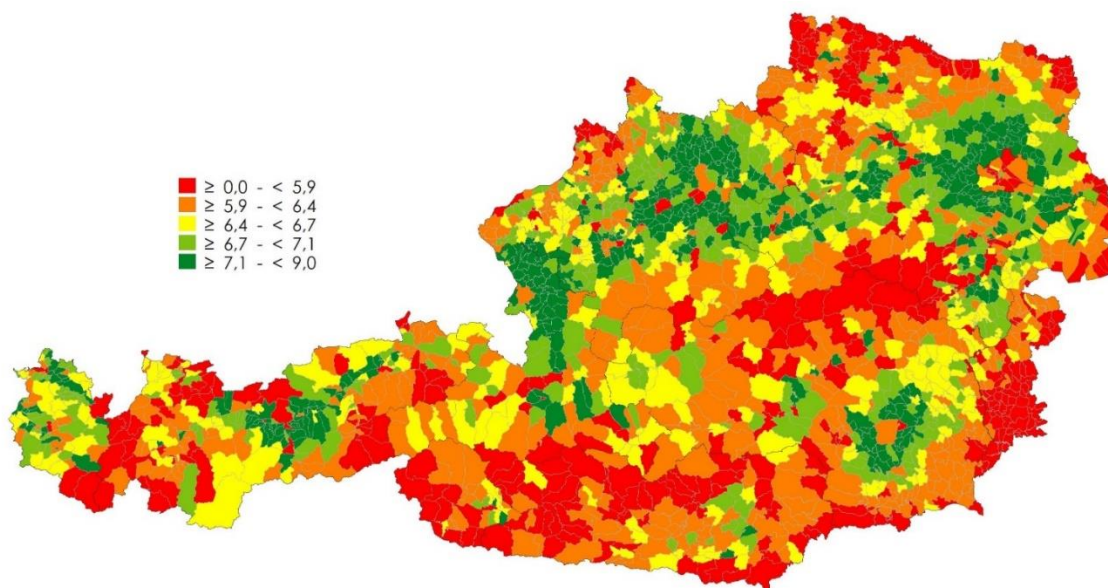 ≥ 0,0 - < 5,9
≥ 5,9 - < 6,4
≥ 6,4 - < 6,7
≥ 6,7 - < 7,1
≥ 7,1 - < 9,0